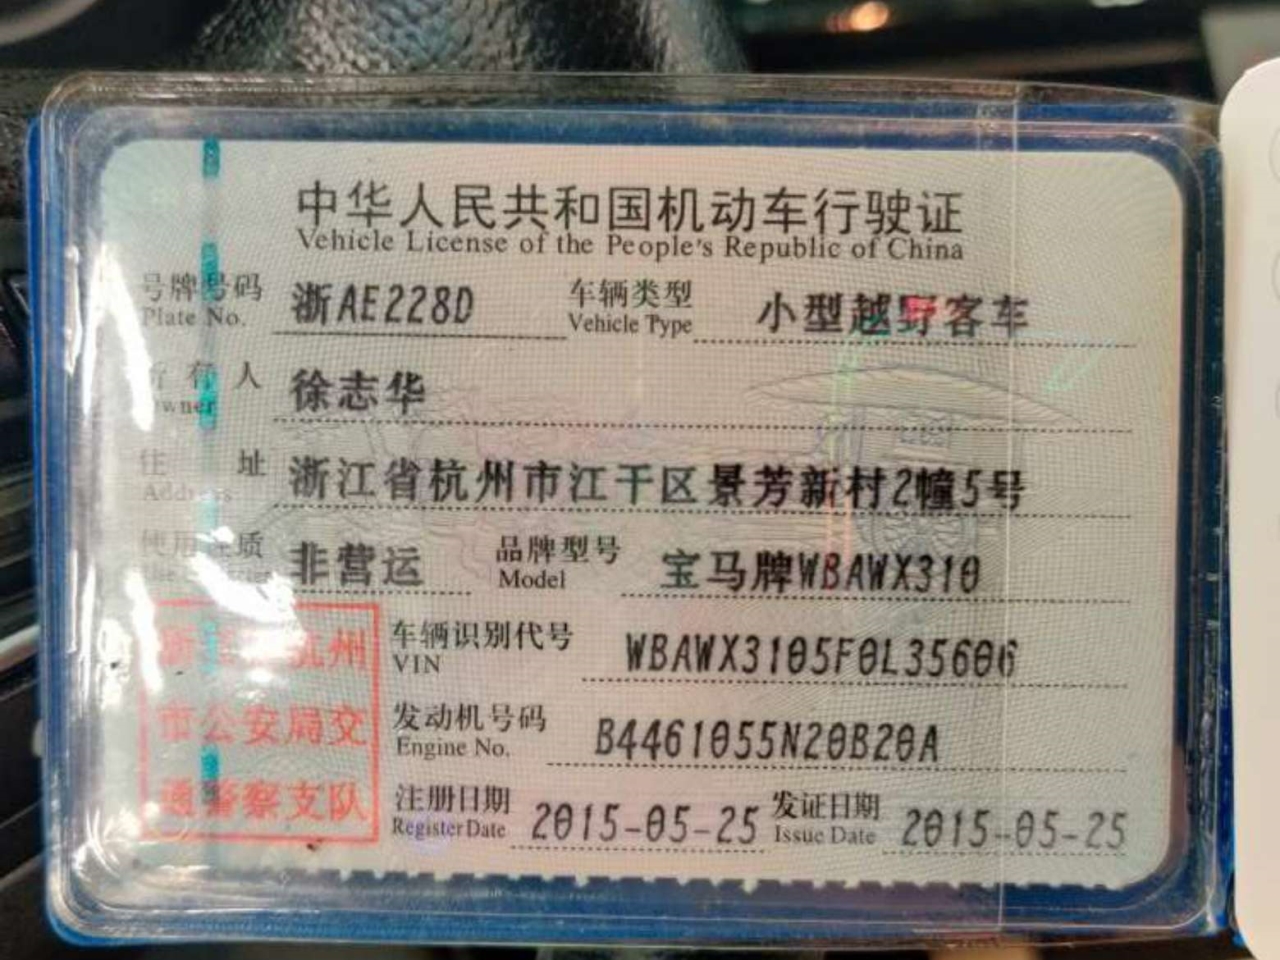 中华人民共和国机动车行驶证
Vehicle License of the People's Republic of China
号牌号码 浙AE228D 车辆类型 小型越野客车
Plate No. Vehicle Type
所有人 徐志华
Owner
住址 浙江省杭州市江干区景芳新村2幢5号
Address
使用性质 非营运 品牌型号 宝马牌WBAWX310
Model
车辆识别代号 WBAWX3105F0L35606
VIN
发动机号码 B4461055N20B20A
Engine No.
注册日期 2015-05-25 发证日期 2015-05-25
Register Date Issue Date
杭州
市公安局交
通警察支队